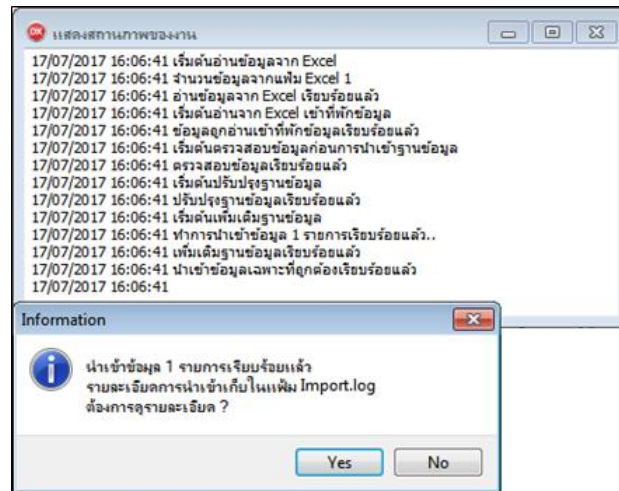 แสดงสถานภาพของงาน
17/07/2017 16:06:41 เริ่มต้นอ่านข้อมูลจาก Excel
17/07/2017 16:06:41 จำนวนข้อมูลจากแฟ้ม Excel 1
17/07/2017 16:06:41 อ่านข้อมูลจาก Excel เรียบร้อยแล้ว
17/07/2017 16:06:41 เริ่มต้นอ่านจาก Excel เข้าที่พักข้อมูล
17/07/2017 16:06:41 ข้อมูลถูกอ่านเข้าที่พักข้อมูลเรียบร้อยแล้ว
17/07/2017 16:06:41 เริ่มต้นตรวจสอบข้อมูลก่อนการนำเข้าฐานข้อมูล
17/07/2017 16:06:41 ตรวจสอบข้อมูลเรียบร้อยแล้ว
17/07/2017 16:06:41 เริ่มต้นปรับปรุงฐานข้อมูล
17/07/2017 16:06:41 ปรับปรุงฐานข้อมูลเรียบร้อยแล้ว
17/07/2017 16:06:41 เริ่มต้นเพิ่มเติมฐานข้อมูล
17/07/2017 16:06:41 ทำการนำเข้าข้อมูล 1 รายการเรียบร้อยแล้ว..
17/07/2017 16:06:41 เพิ่มเติมฐานข้อมูลเรียบร้อยแล้ว
17/07/2017 16:06:41 นำเข้าข้อมูลเฉพาะที่ถูกต้องเรียบร้อยแล้ว
17/07/2017 16:06:41
Information
นำเข้าข้อมูล 1 รายการเรียบร้อยแล้ว
รายละเอียดการนำเข้าเก็บในแฟ้ม Import.log
ต้องการดูรายละเอียด ?
Yes No